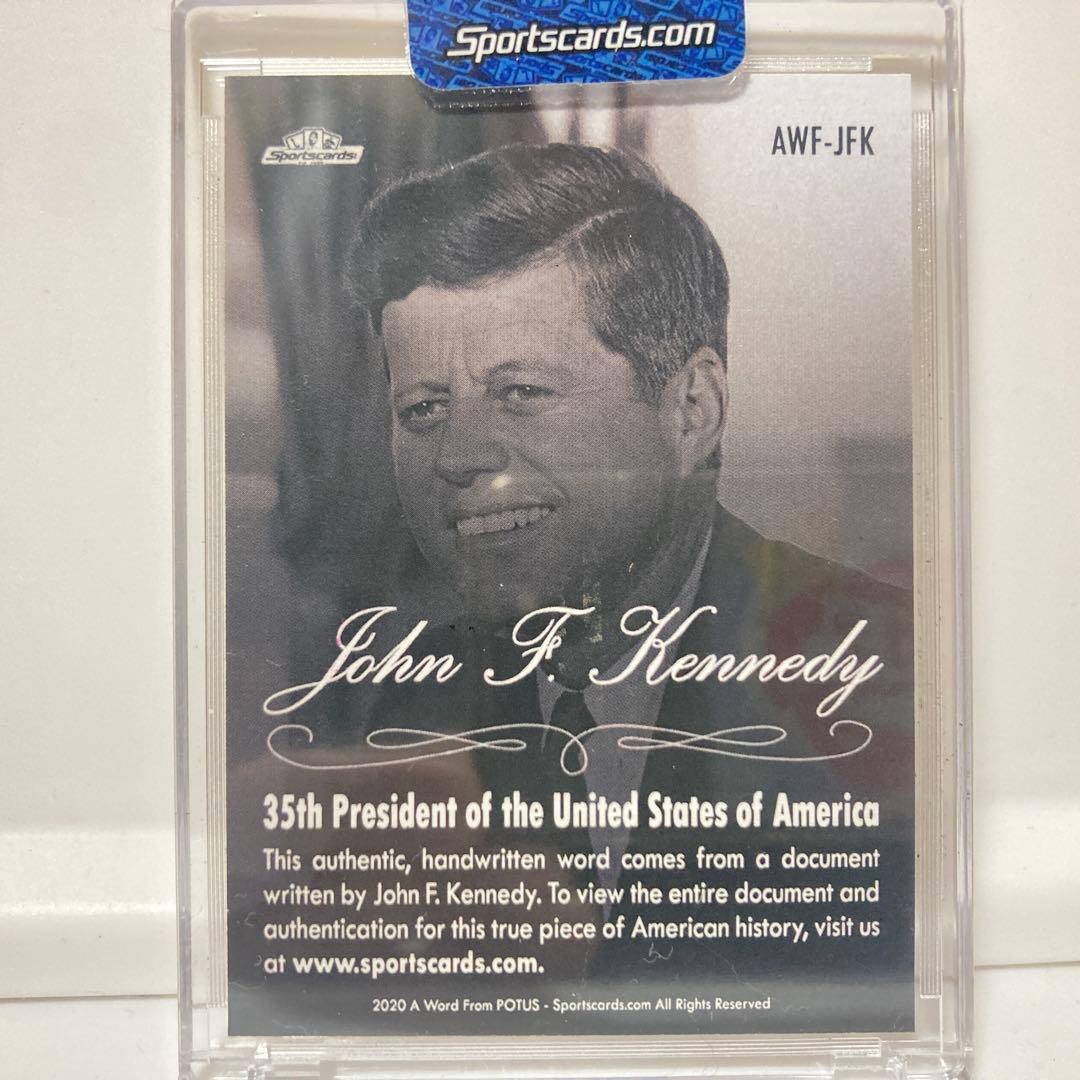 Sportscards.com
Sportscards
AWF-JFK
John F. Kennedy
35th President of the United States of America
This authentic, handwritten word comes from a document
written by John F. Kennedy. To view the entire document and
authentication for this true piece of American history, visit us
at www.sportscards.com.
2020 A Word From POTUS - Sportscards.com All Rights Reserved